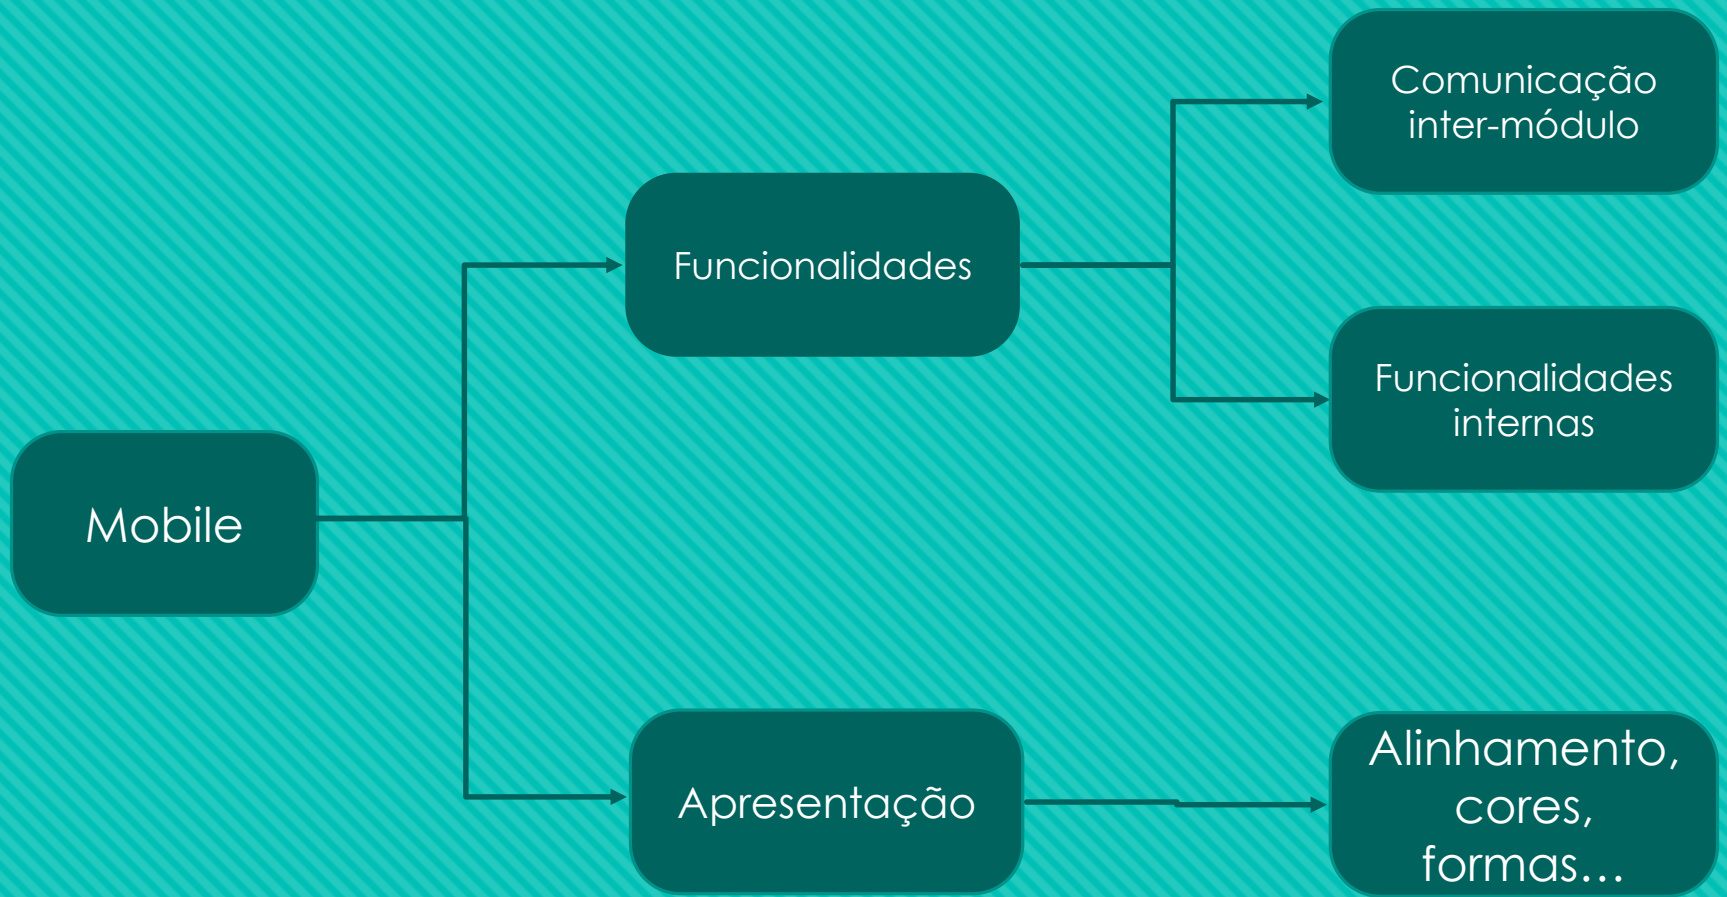 Mobile
Funcionalidades
Comunicação
inter-módulo
Funcionalidades
internas
Apresentação
Alinhamento,
cores,
formas...